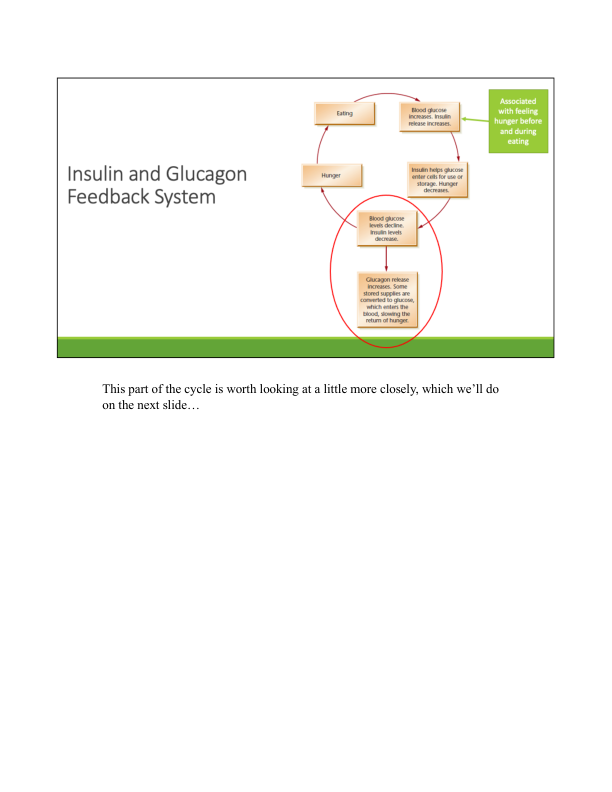 Insulin and Glucagon
Feedback System
Eating
Blood glucose
increases. Insulin
release increases.
Associated
with feeling
hunger before
and during
eating
Hunger
Insulin helps glucose
enter cells for use or
storage. Hunger
decreases.
Blood glucose
levels decline.
Insulin levels
decrease.
Glucagon release
increases. Some
stored supplies are
converted to glucose,
which enters the
blood, slowing the
return of hunger.
This part of the cycle is worth looking at a little more closely, which we’ll do
on the next slide…